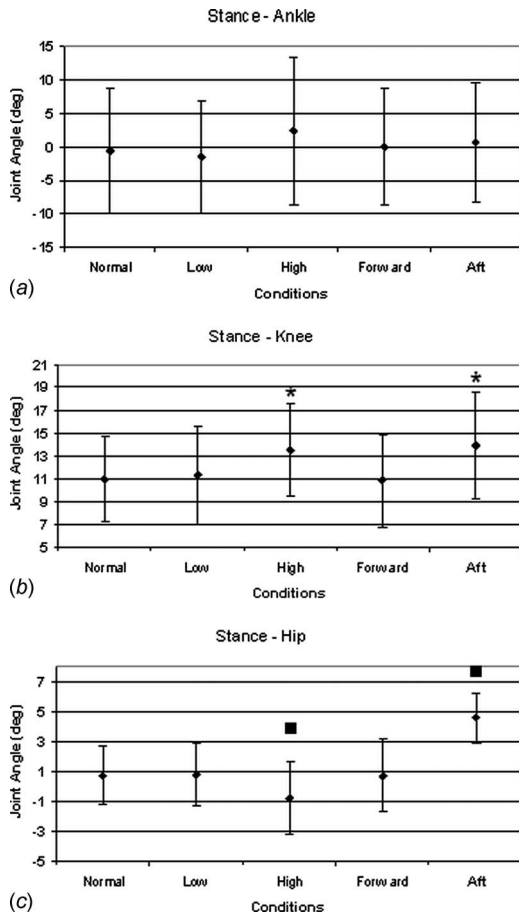 Stance - Ankle
15
10
5
0
-5
-10
-15
Joint Angle (deg)
Normal Low High Forward Aft
Conditions
(a)
Stance - Knee
21
19
17
15
13
11
9
7
5
Joint Angle (deg)
* *
Normal Low High Forward Aft
Conditions
(b)
Stance - Hip
7
5
3
1
-1
-3
-5
Joint Angle (deg)
Normal Low High Forward Aft
Conditions
(c)